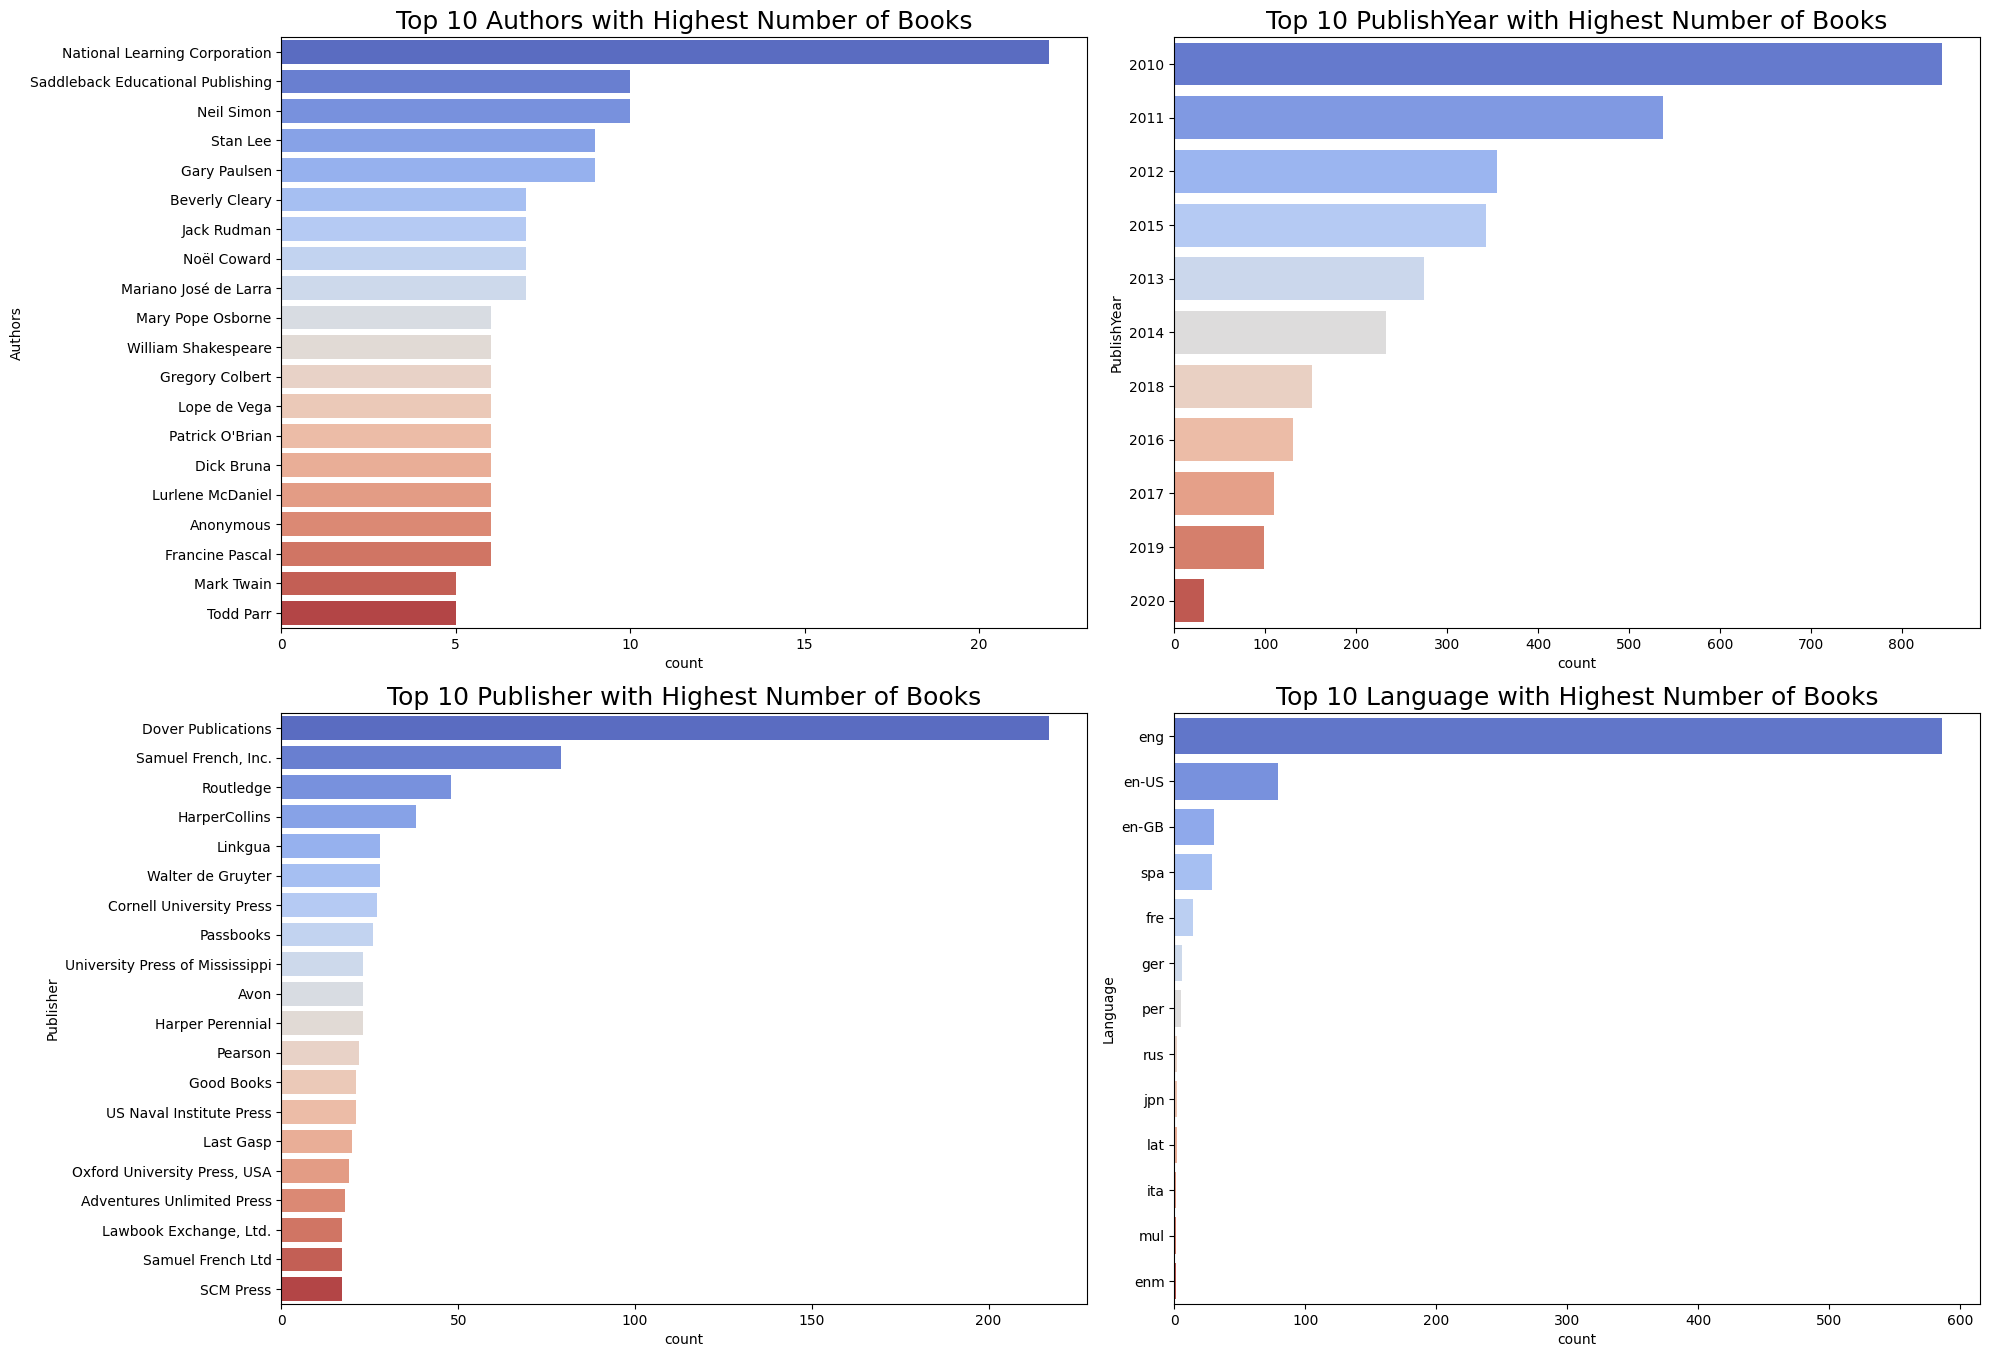 Top 10 Authors with Highest Number of Books
Authors
National Learning Corporation
Saddleback Educational Publishing
Neil Simon
Stan Lee
Gary Paulsen
Beverly Cleary
Jack Rudman
Noël Coward
Mariano José de Larra
Mary Pope Osborne
William Shakespeare
Gregory Colbert
Lope de Vega
Patrick O'Brian
Dick Bruna
Lurlene McDaniel
Anonymous
Francine Pascal
Mark Twain
Todd Parr
0 5 10 15 20
count
Top 10 PublishYear with Highest Number of Books
PublishYear
2010
2011
2012
2015
2013
2014
2018
2016
2017
2019
2020
0 100 200 300 400 500 600 700 800
count
Top 10 Publisher with Highest Number of Books
Publisher
Dover Publications
Samuel French, Inc.
Routledge
HarperCollins
Linkgua
Walter de Gruyter
Cornell University Press
Passbooks
University Press of Mississippi
Avon
Harper Perennial
Pearson
Good Books
US Naval Institute Press
Last Gasp
Oxford University Press, USA
Adventures Unlimited Press
Lawbook Exchange, Ltd.
Samuel French Ltd
SCM Press
0 50 100 150 200
count
Top 10 Language with Highest Number of Books
Language
eng
en-US
en-GB
spa
fre
ger
per
rus
jpn
lat
ita
mul
enm
0 100 200 300 400 500 600
count